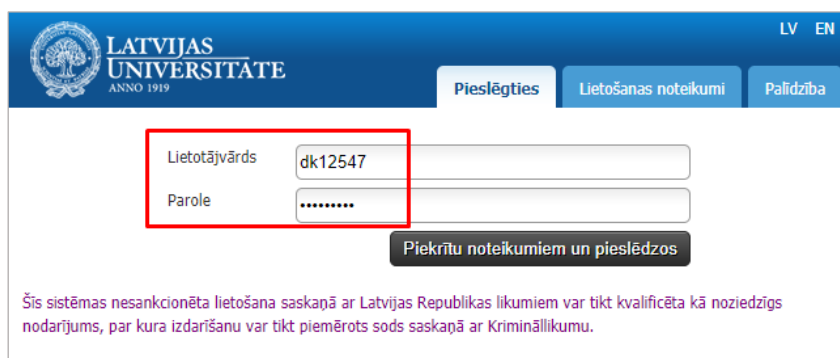 LV EN
LATVIJAS
UNIVERSITĀTE
ANNO 1919
Pieslēgties Lietošanas noteikumi Palīdzība
Lietotājvārds dk12547
Parole •••••••••
Piekrītu noteikumiem un pieslēdzos
Šīs sistēmas nesankcionēta lietošana saskaņā ar Latvijas Republikas likumiem var tikt kvalificēta kā noziedzīgs
nodarījums, par kura izdarīšanu var tikt piemērots sods saskaņā ar Krimināllikumu.